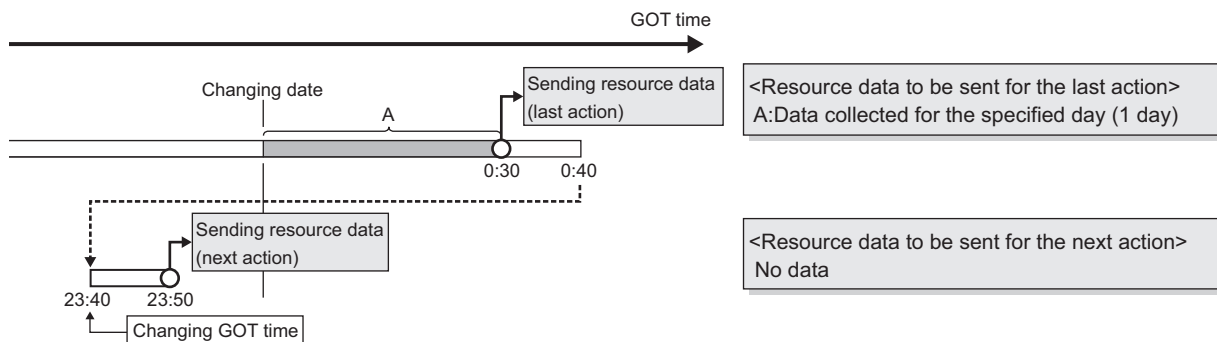 GOT time
Changing date
A
Sending resource data
(last action)
0:30
0:40
<Resource data to be sent for the last action>
A:Data collected for the specified day (1 day)
Sending resource data
(next action)
23:40
23:50
Changing GOT time
<Resource data to be sent for the next action>
No data